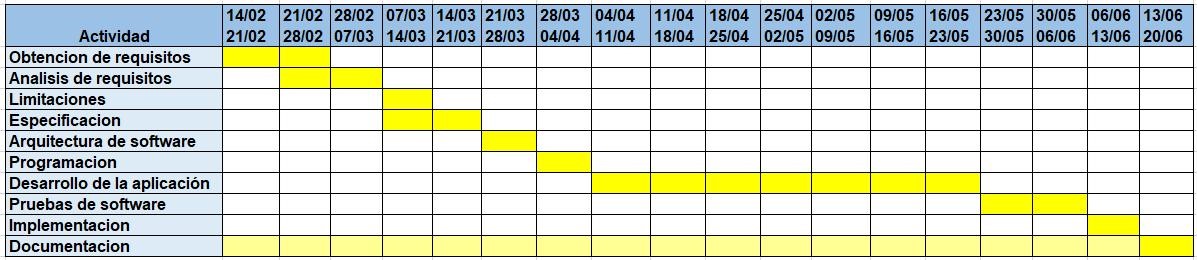 14/02 21/02 28/02 07/03 14/03 21/03 28/03 04/04 11/04 18/04 25/04 02/05 09/05 16/05 23/05 30/05 06/06 13/06
Actividad 21/02 28/02 07/03 14/03 21/03 28/03 04/04 11/04 18/04 25/04 02/05 09/05 16/05 23/05 30/05 06/06 13/06 20/06
Obtencion de requisitos
Analisis de requisitos
Limitaciones
Especificacion
Arquitectura de software
Programacion
Desarrollo de la aplicación
Pruebas de software
Implementacion
Documentacion